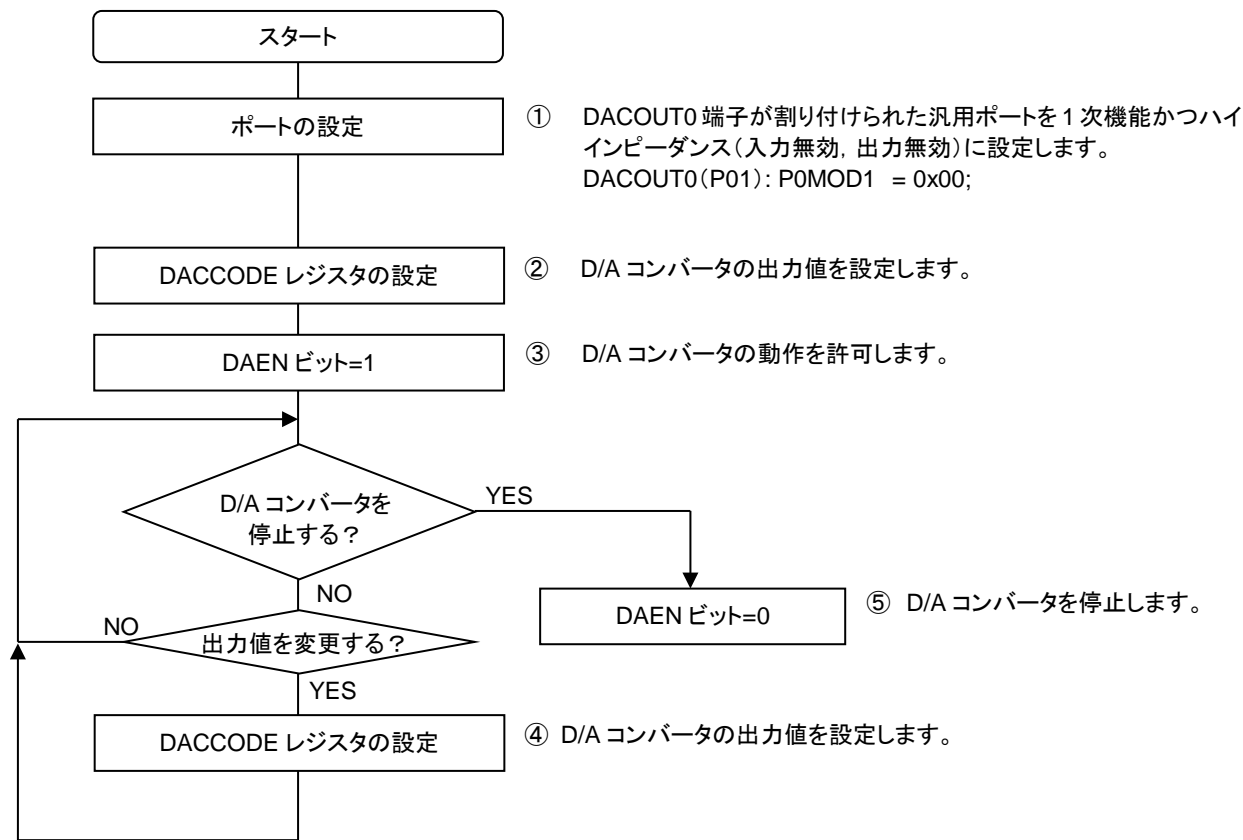 スタート
ポートの設定
① DACOUT0 端子が割り付けられた汎用ポートを 1 次機能かつハイ
インピーダンス(入力無効, 出力無効)に設定します。
DACOUT0(P01): P0MOD1 = 0x00;
DACCODE レジスタの設定
② D/A コンバータの出力値を設定します。
DAEN ビット=1
③ D/A コンバータの動作を許可します。
D/A コンバータを
停止する?
YES
NO
DAEN ビット=0
⑤ D/A コンバータを停止します。
NO
出力値を変更する?
YES
DACCODE レジスタの設定
④ D/A コンバータの出力値を設定します。